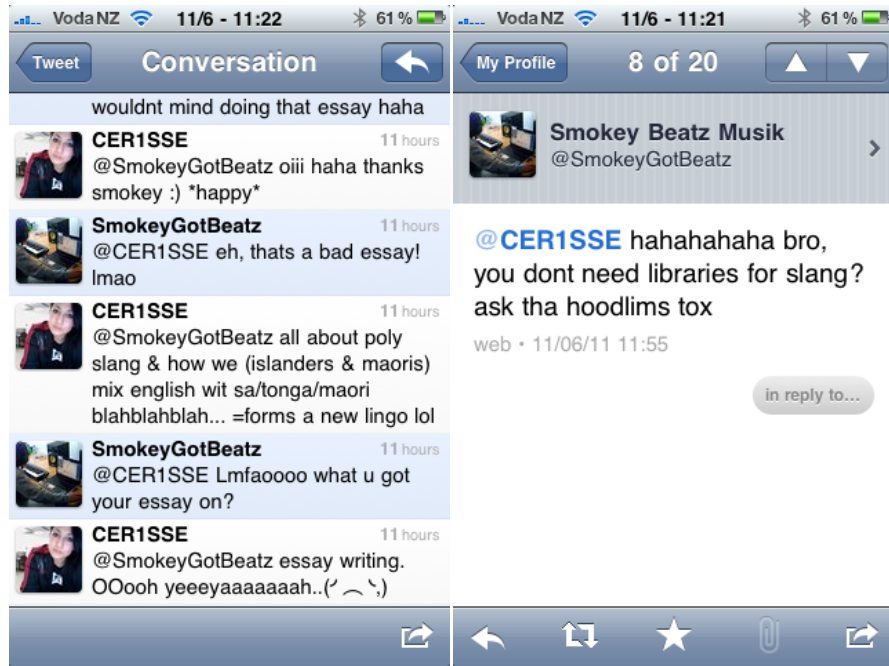 VodaNZ 11/6 - 11:22 61%
Tweet
Conversation
wouldnt mind doing that essay haha
CER1SSE 11 hours
@SmokeyGotBeatz oiii haha thanks
smokey :) *happy*
SmokeyGotBeatz 11 hours
@CER1SSE eh, thats a bad essay!
lmao
CER1SSE 11 hours
@SmokeyGotBeatz all about poly
slang & how we (islanders & maoris)
mix english wit sa/tonga/maori
blahblahblah... =forms a new lingo lol
SmokeyGotBeatz 11 hours
@CER1SSE Lmfaoooo what u got
your essay on?
CER1SSE 11 hours
@SmokeyGotBeatz essay writing.
OOooh yeeeyaaaaaaah..(╯︵╰,)
VodaNZ 11/6 - 11:21 61%
My Profile
8 of 20
Smokey Beatz Musik
@SmokeyGotBeatz
@CER1SSE hahahahaha bro,
you dont need libraries for slang?
ask tha hoodlims tox
web • 11/06/11 11:55
in reply to...